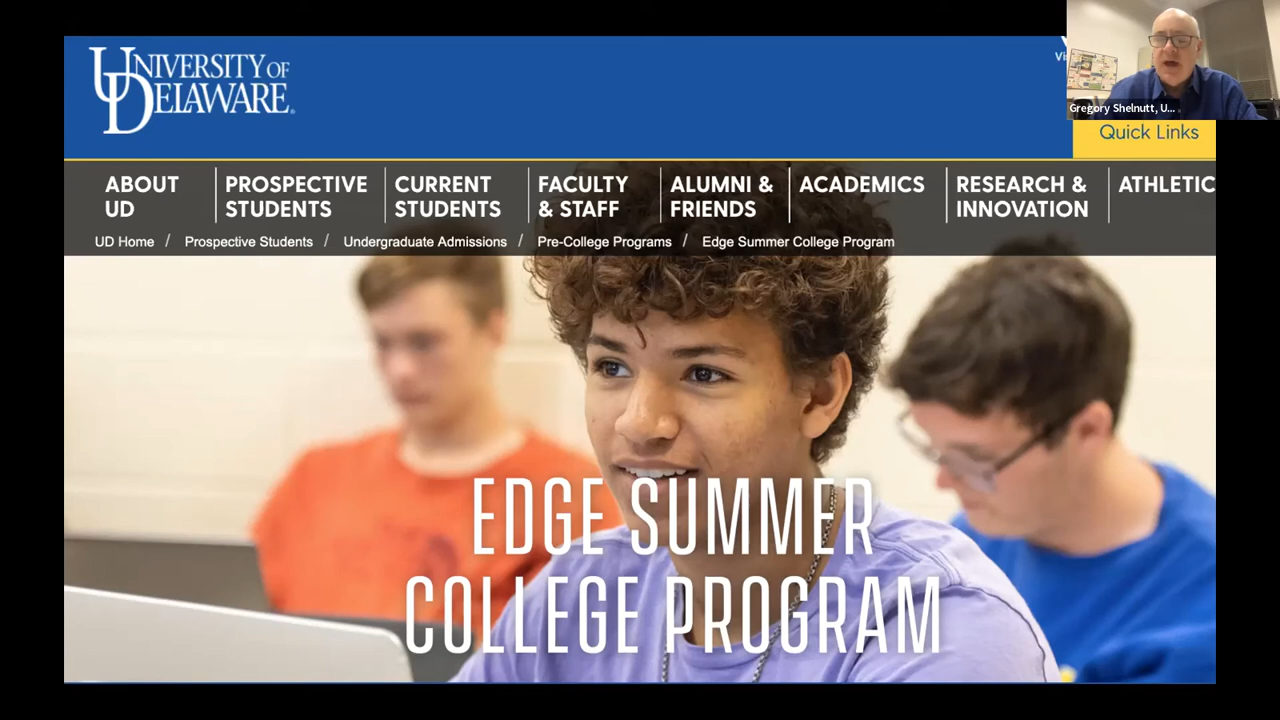 UNIVERSITY OF
DELAWARE
Gregory Shelnutt, U...
Quick Links
ABOUT UD
PROSPECTIVE STUDENTS
CURRENT STUDENTS
FACULTY & STAFF
ALUMNI & FRIENDS
ACADEMICS
RESEARCH & INNOVATION
ATHLETIC
UD Home / Prospective Students / Undergraduate Admissions / Pre-College Programs / Edge Summer College Program
EDGE SUMMER
COLLEGE PROGRAM